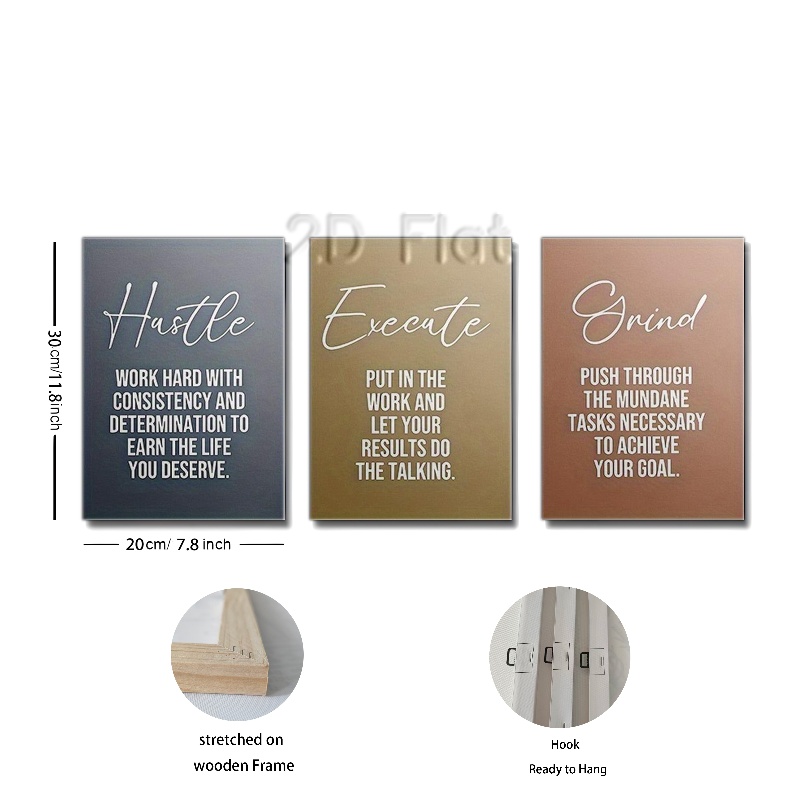 2D Flat
Hustle
WORK HARD WITH
CONSISTENCY AND
DETERMINATION TO
EARN THE LIFE
YOU DESERVE.
Execute
PUT IN THE
WORK AND
LET YOUR
RESULTS DO
THE TALKING.
Grind
PUSH THROUGH
THE MUNDANE
TASKS NECESSARY
TO ACHIEVE
YOUR GOAL.
30cm/11.8inch
20cm/ 7.8 inch
stretched on
wooden Frame
Hook
Ready to Hang